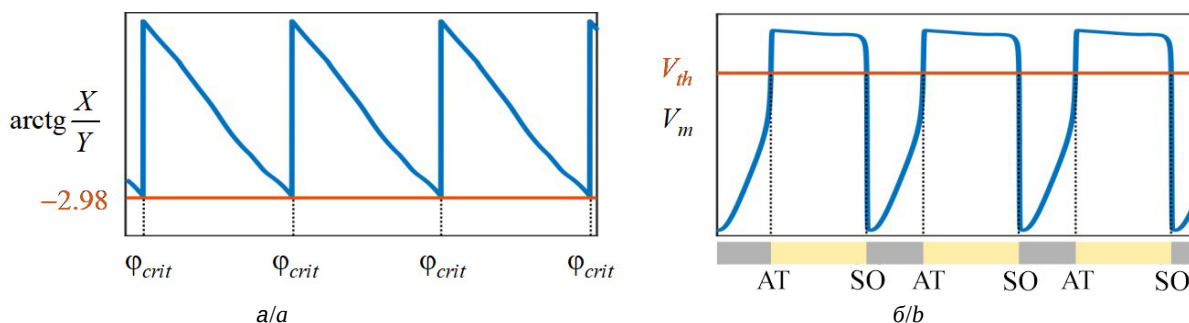 arctg X/Y
−2.98
φcrit φcrit φcrit φcrit
а/a
Vth
Vm
AT SO AT SO AT SO
б/b